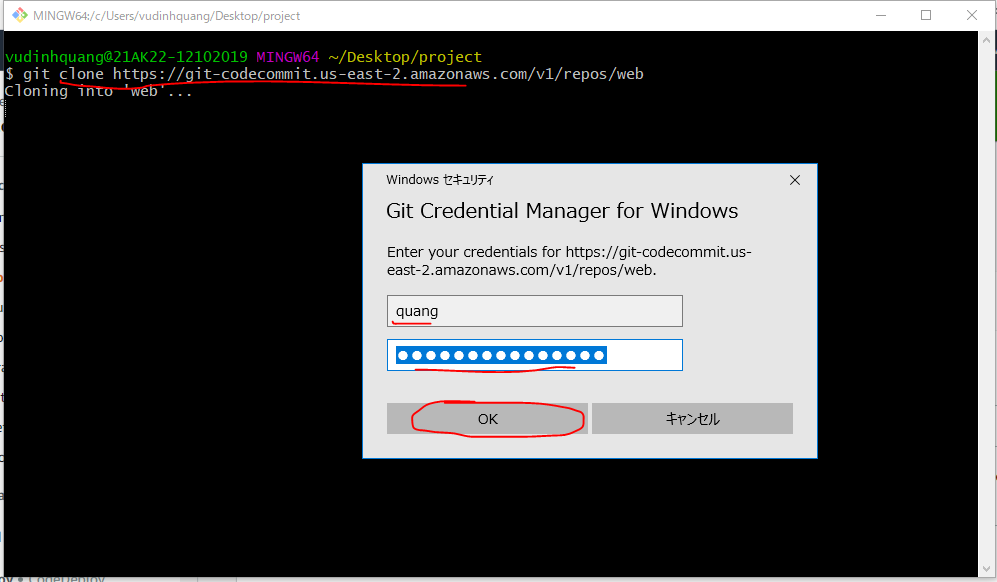 MINGW64:/c/Users/vudinhquang/Desktop/project
vudinhquang@21AK22-12102019 MINGW64 ~/Desktop/project
$ git clone https://git-codecommit.us-east-2.amazonaws.com/v1/repos/web
Cloning into 'web'...
Windows セキュリティ
Git Credential Manager for Windows
Enter your credentials for https://git-codecommit.us-
east-2.amazonaws.com/v1/repos/web.
quang
●●●●●●●●●●●●●●●
OK
キャンセル
CodeDeploy